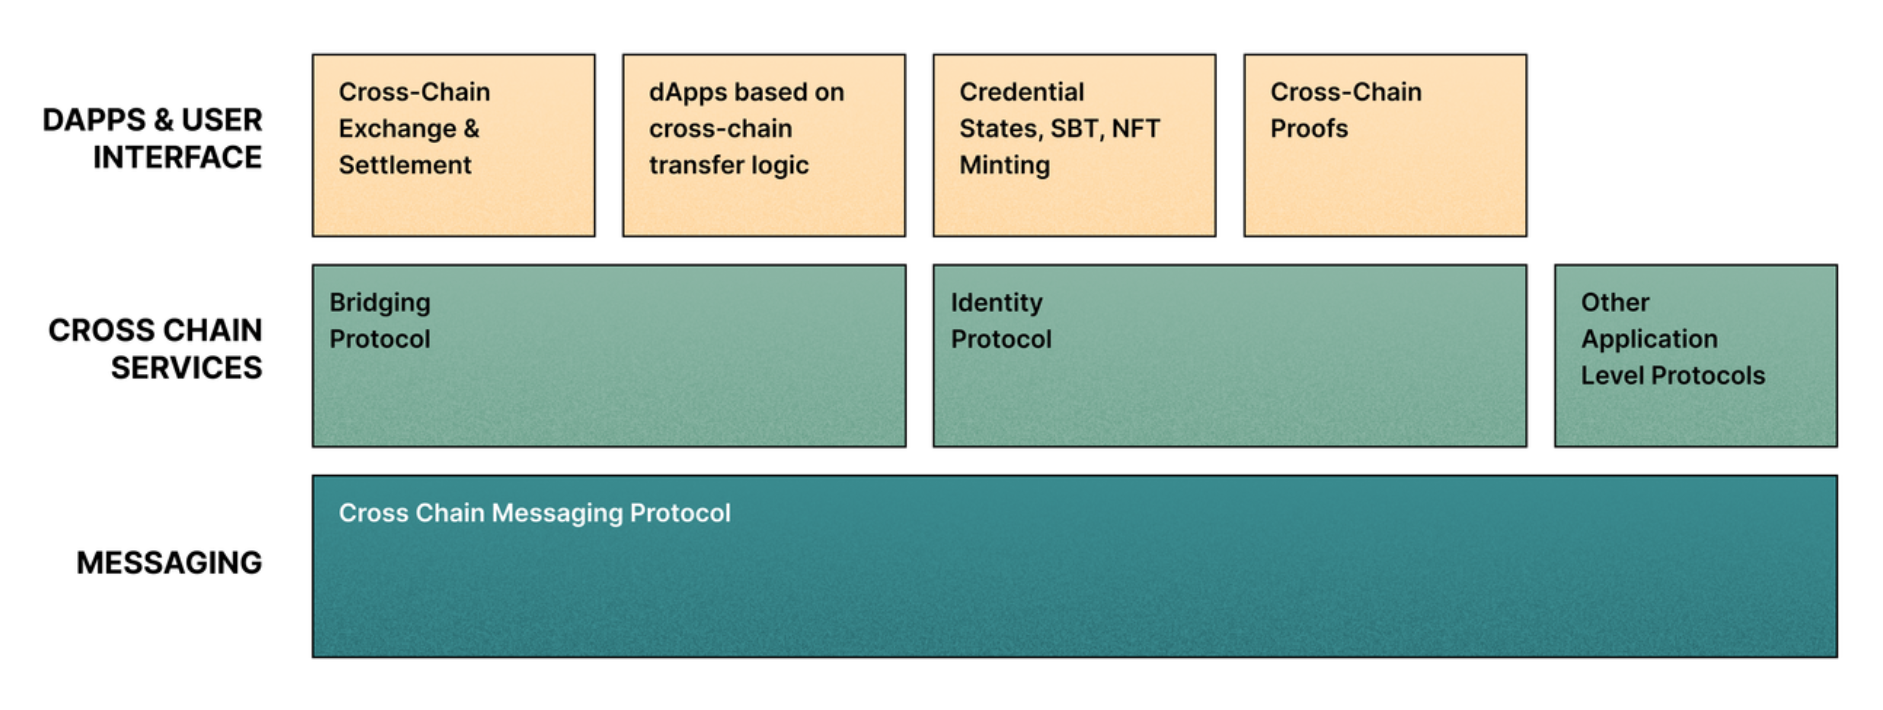 DAPPS & USER
INTERFACE
Cross-Chain
Exchange &
Settlement
dApps based on
cross-chain
transfer logic
Credential
States, SBT, NFT
Minting
Cross-Chain
Proofs
CROSS CHAIN
SERVICES
Bridging
Protocol
Identity
Protocol
Other
Application
Level Protocols
MESSAGING
Cross Chain Messaging Protocol